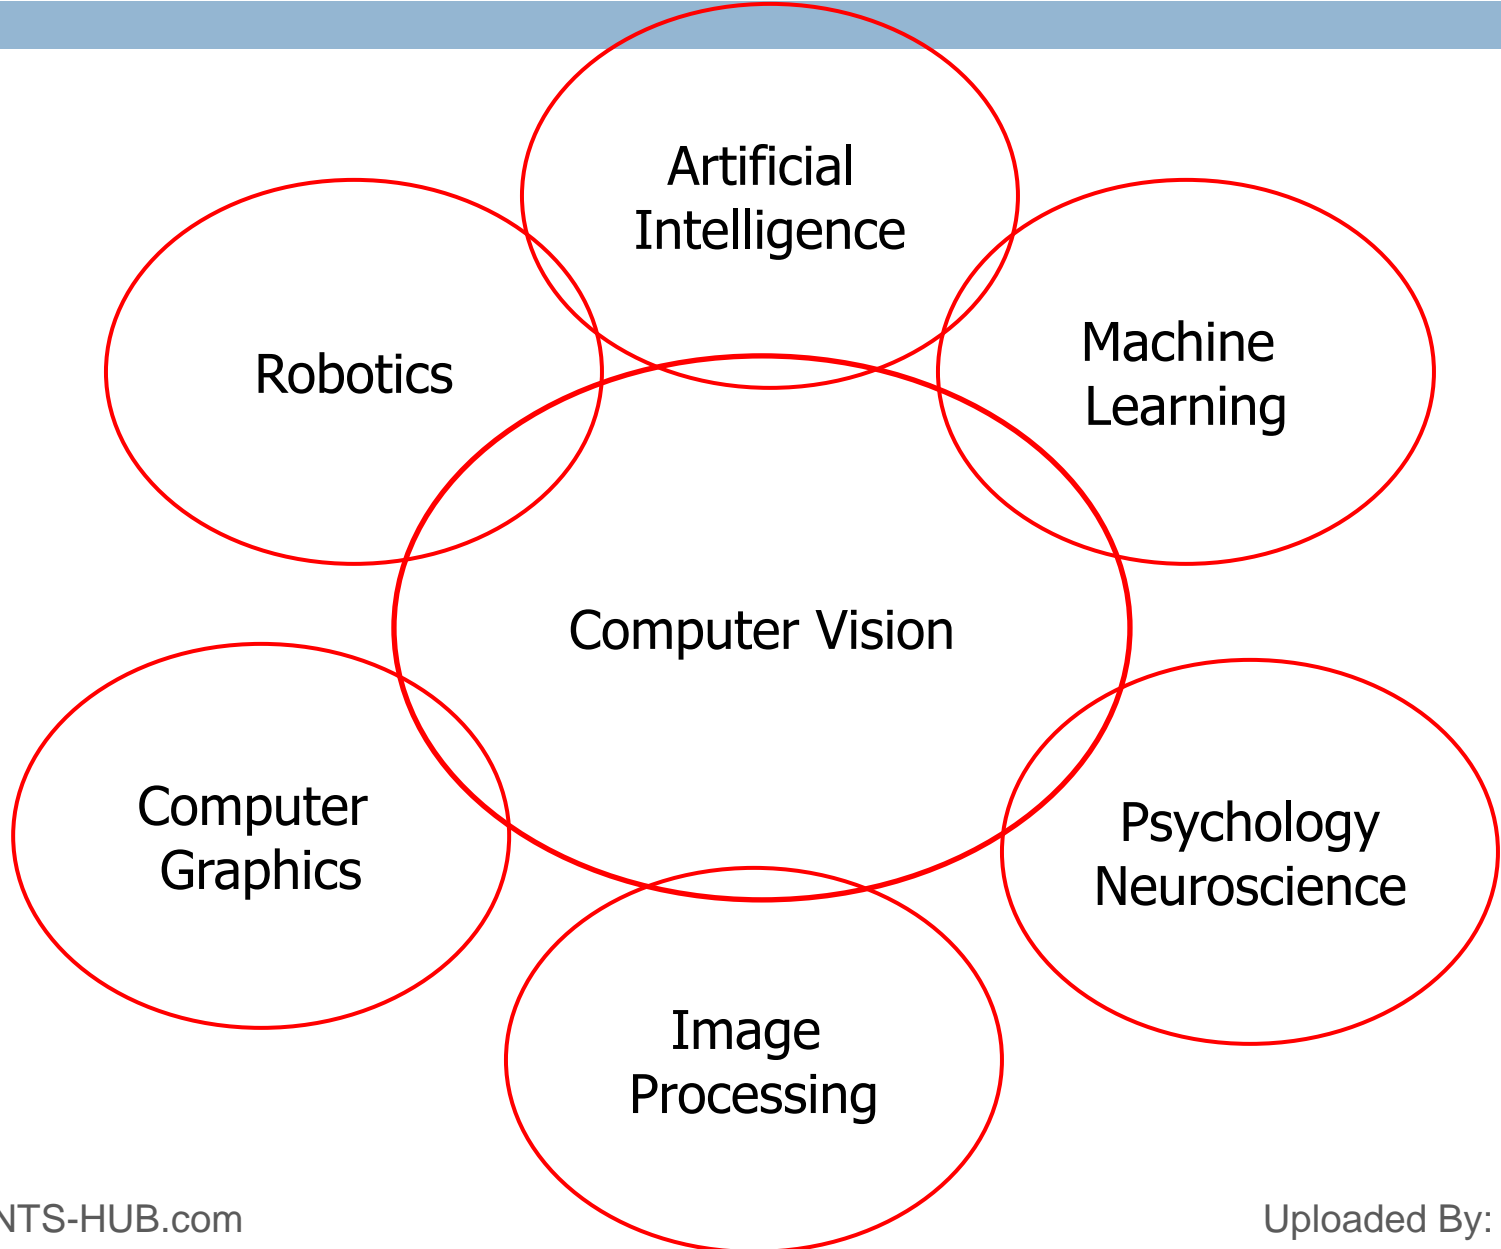 Artificial
Intelligence
Machine
Learning
Robotics
Computer Vision
Computer
Graphics
Psychology
Neuroscience
Image
Processing
NTS-HUB.com
Uploaded By: